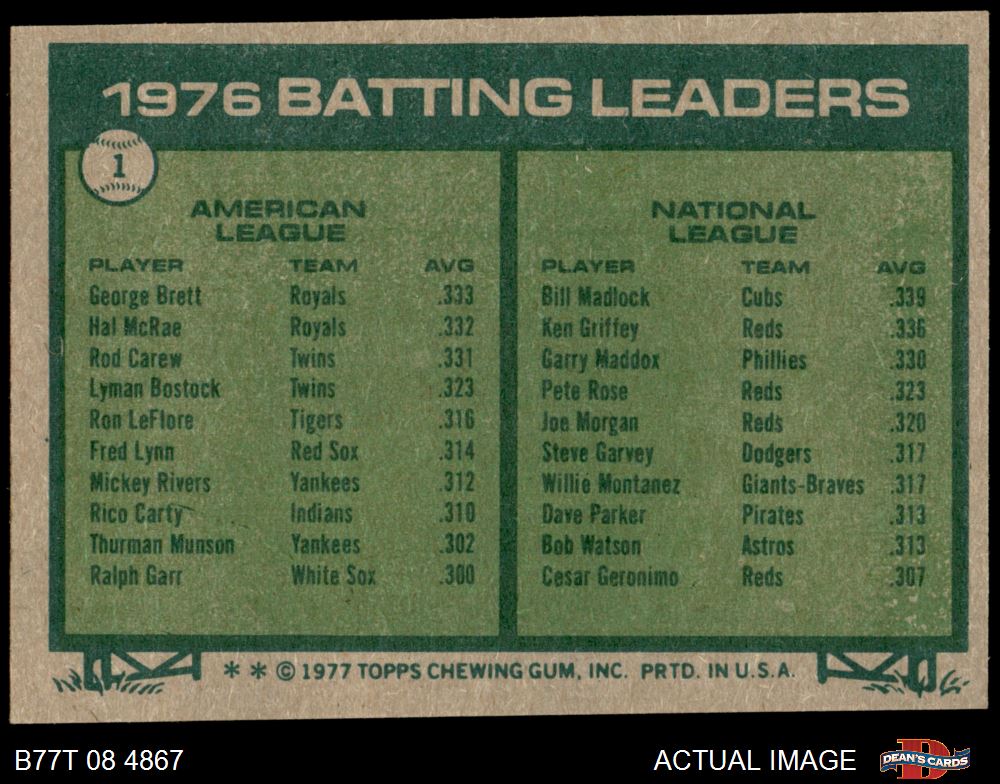 1976 BATTING LEADERS
1
AMERICAN
LEAGUE
PLAYER TEAM AVG
George Brett Royals .333
Hal McRae Royals .332
Rod Carew Twins .331
Lyman Bostock Twins .323
Ron LeFlore Tigers .316
Fred Lynn Red Sox .314
Mickey Rivers Yankees .312
Rico Carty Indians .310
Thurman Munson Yankees .302
Ralph Garr White Sox .300
NATIONAL
LEAGUE
PLAYER TEAM AVG
Bill Madlock Cubs .339
Ken Griffey Reds .336
Garry Maddox Phillies .330
Pete Rose Reds .323
Joe Morgan Reds .320
Steve Garvey Dodgers .317
Willie Montanez Giants-Braves .317
Dave Parker Pirates .313
Bob Watson Astros .313
Cesar Geronimo Reds .307
* * © 1977 TOPPS CHEWING GUM, INC. PRTD. IN U.S.A.
B77T 08 4867 ACTUAL IMAGE
D
DEAN'S CARDS